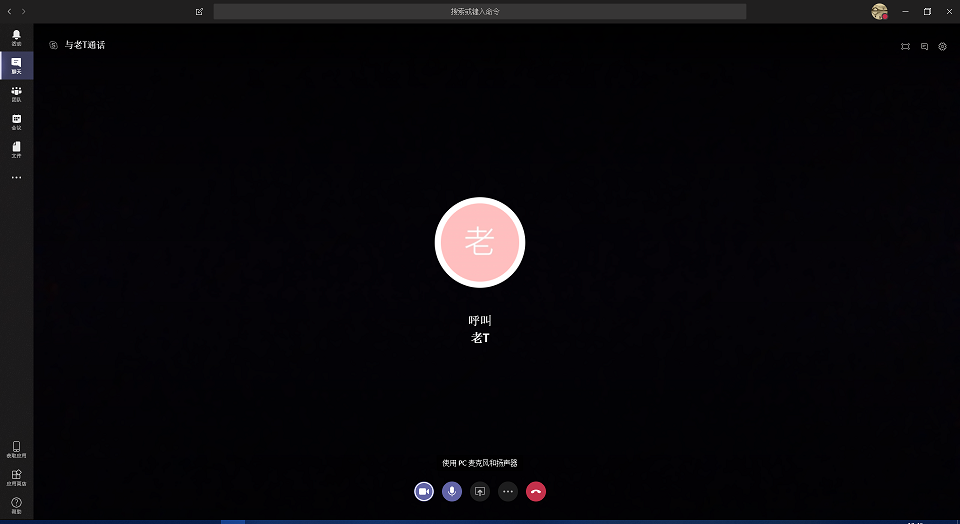 搜索或键入命令
活动
与老T通话
聊天
团队
会议
文件
老
呼叫
老T
获取应用
使用 PC 麦克风和扬声器
应用商店
帮助